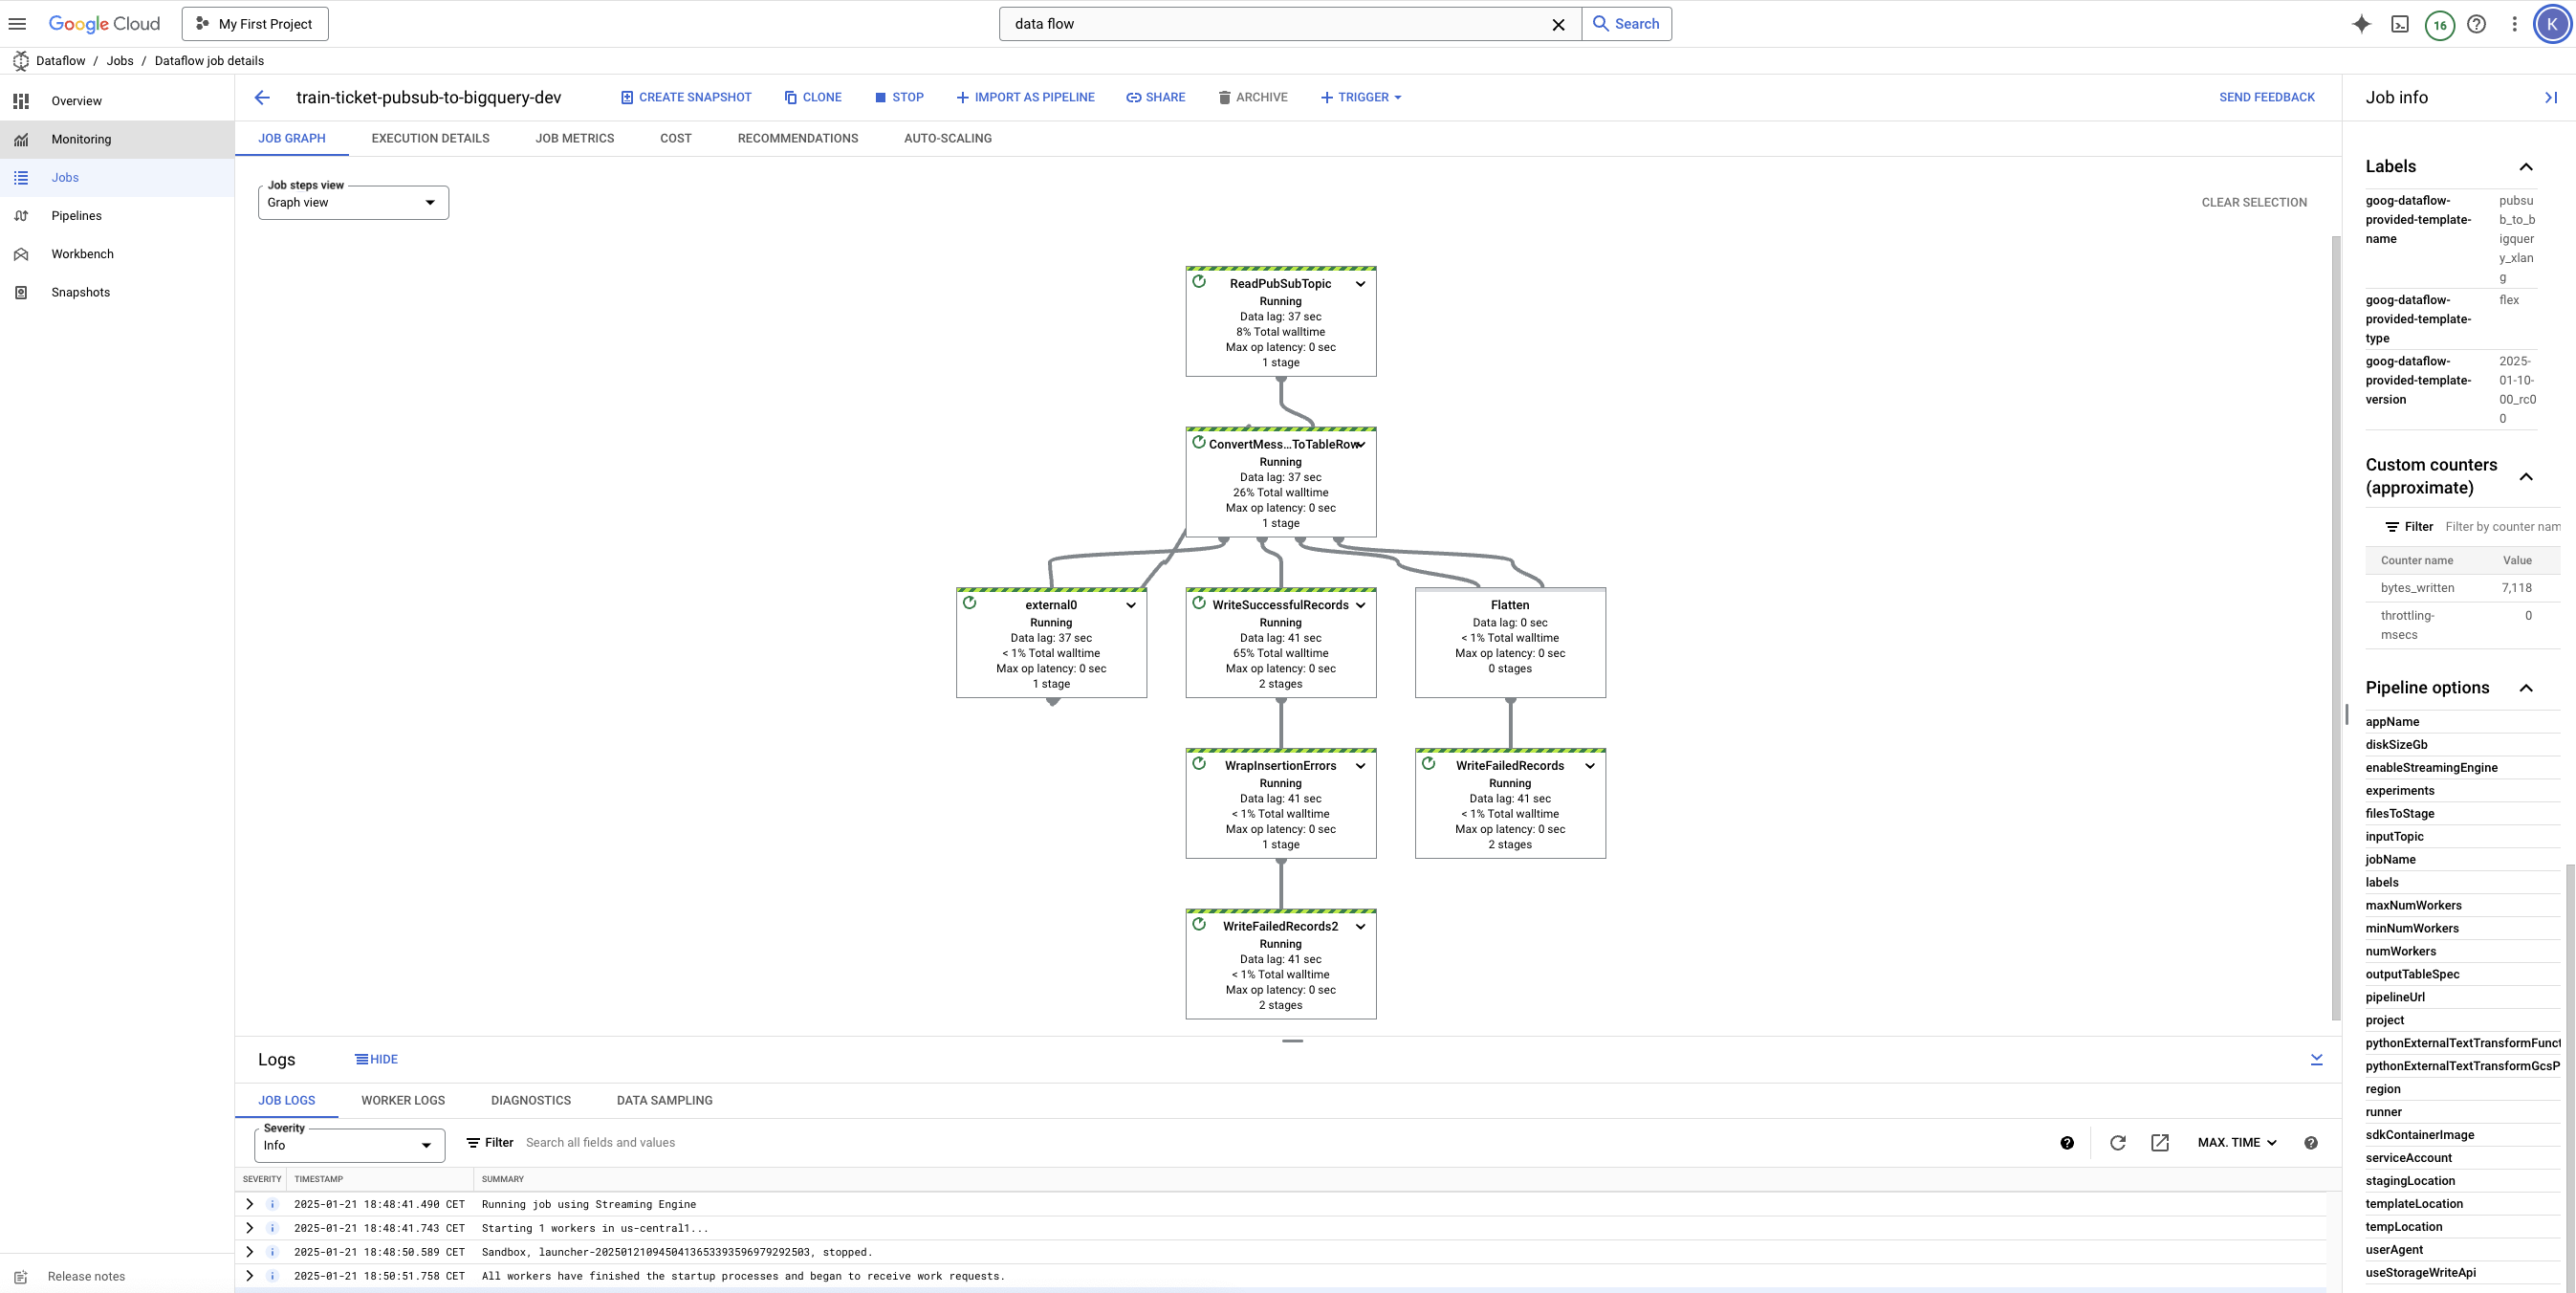 Google Cloud
My First Project
data flow
Search
16
K
Dataflow / Jobs / Dataflow job details
Overview
Monitoring
Jobs
Pipelines
Workbench
Snapshots
Release notes
train-ticket-pubsub-to-bigquery-dev
CREATE SNAPSHOT
CLONE
STOP
IMPORT AS PIPELINE
SHARE
ARCHIVE
TRIGGER
SEND FEEDBACK
JOB GRAPH
EXECUTION DETAILS
JOB METRICS
COST
RECOMMENDATIONS
AUTO-SCALING
Job steps view
Graph view
CLEAR SELECTION
ReadPubSubTopic
Running
Data lag: 37 sec
8% Total walltime
Max op latency: 0 sec
1 stage
ConvertMess...ToTableRow
Running
Data lag: 37 sec
26% Total walltime
Max op latency: 0 sec
1 stage
external0
Running
Data lag: 37 sec
< 1% Total walltime
Max op latency: 0 sec
1 stage
WriteSuccessfulRecords
Running
Data lag: 41 sec
65% Total walltime
Max op latency: 0 sec
2 stages
Flatten
Data lag: 0 sec
< 1% Total walltime
Max op latency: 0 sec
0 stages
WrapInsertionErrors
Running
Data lag: 41 sec
< 1% Total walltime
Max op latency: 0 sec
1 stage
WriteFailedRecords
Running
Data lag: 41 sec
< 1% Total walltime
Max op latency: 0 sec
2 stages
WriteFailedRecords2
Running
Data lag: 41 sec
< 1% Total walltime
Max op latency: 0 sec
2 stages
Logs
HIDE
JOB LOGS
WORKER LOGS
DIAGNOSTICS
DATA SAMPLING
Severity
Info
Filter
Search all fields and values
MAX. TIME
SEVERITY TIMESTAMP SUMMARY
2025-01-21 18:48:41.490 CET Running job using Streaming Engine
2025-01-21 18:48:41.743 CET Starting 1 workers in us-central1...
2025-01-21 18:48:50.589 CET Sandbox, launcher-2025012109450413653393596979292503, stopped.
2025-01-21 18:50:51.758 CET All workers have finished the startup processes and began to receive work requests.
Job info
Labels
goog-dataflow-
provided-template-
name
pubsu
b_to_b
igquer
y_xlan
g
goog-dataflow-
provided-template-
type
flex
goog-dataflow-
provided-template-
version
2025-
01-10-
00_rc0
0
Custom counters
(approximate)
Filter
Filter by counter nam
Counter name Value
bytes_written 7,118
throttling-
msecs
0
Pipeline options
appName
diskSizeGb
enableStreamingEngine
experiments
filesToStage
inputTopic
jobName
labels
maxNumWorkers
minNumWorkers
numWorkers
outputTableSpec
pipelineUrl
project
pythonExternalTextTransformFunct
pythonExternalTextTransformGcsP
region
runner
sdkContainerImage
serviceAccount
stagingLocation
templateLocation
tempLocation
userAgent
useStorageWriteApi